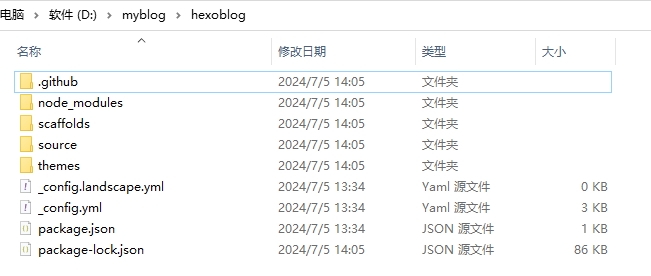 电脑 › 软件 (D:) › myblog › hexoblog
名称 修改日期 类型 大小
.github 2024/7/5 14:05 文件夹
node_modules 2024/7/5 14:05 文件夹
scaffolds 2024/7/5 14:05 文件夹
source 2024/7/5 14:05 文件夹
themes 2024/7/5 14:05 文件夹
_config.landscape.yml 2024/7/5 13:34 Yaml 源文件 0 KB
_config.yml 2024/7/5 13:34 Yaml 源文件 3 KB
package.json 2024/7/5 13:34 JSON 源文件 1 KB
package-lock.json 2024/7/5 14:05 JSON 源文件 86 KB